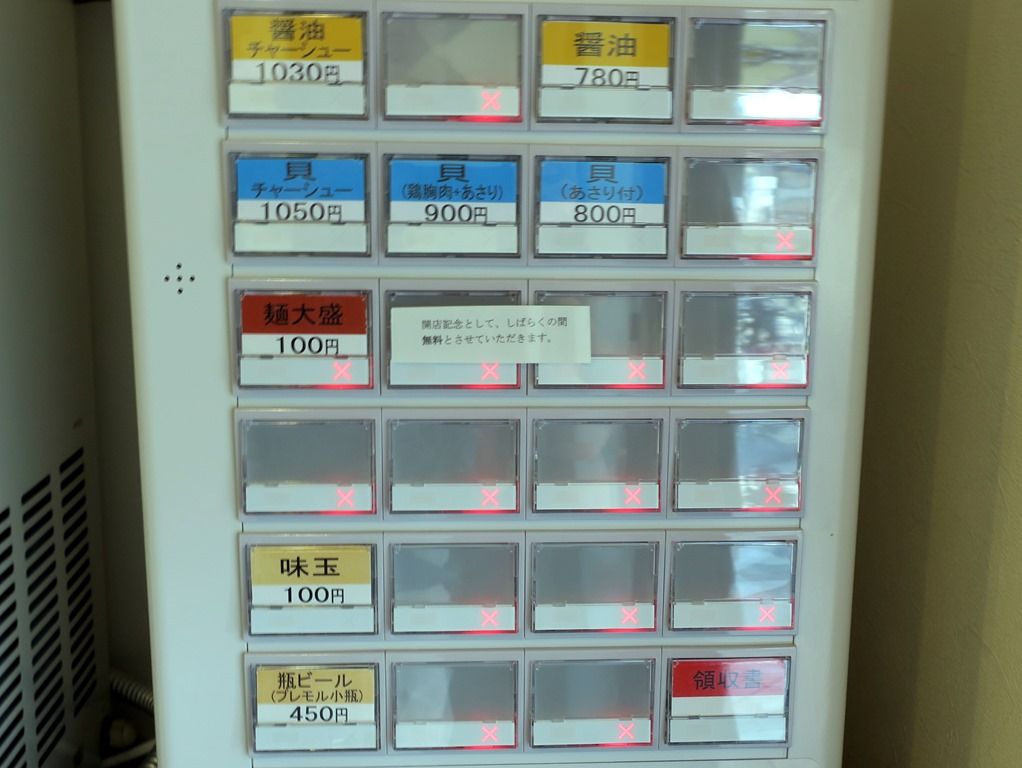 醤油
チャーシュー
1030円
醤油
780円
貝
チャーシュー
1050円
貝
(鶏胸肉+あさり)
900円
貝
(あさり付)
800円
麺大盛
100円
開店記念として、しばらくの間
無料とさせていただきます。
味玉
100円
瓶ビール
(プレモル小瓶)
450円
領収書